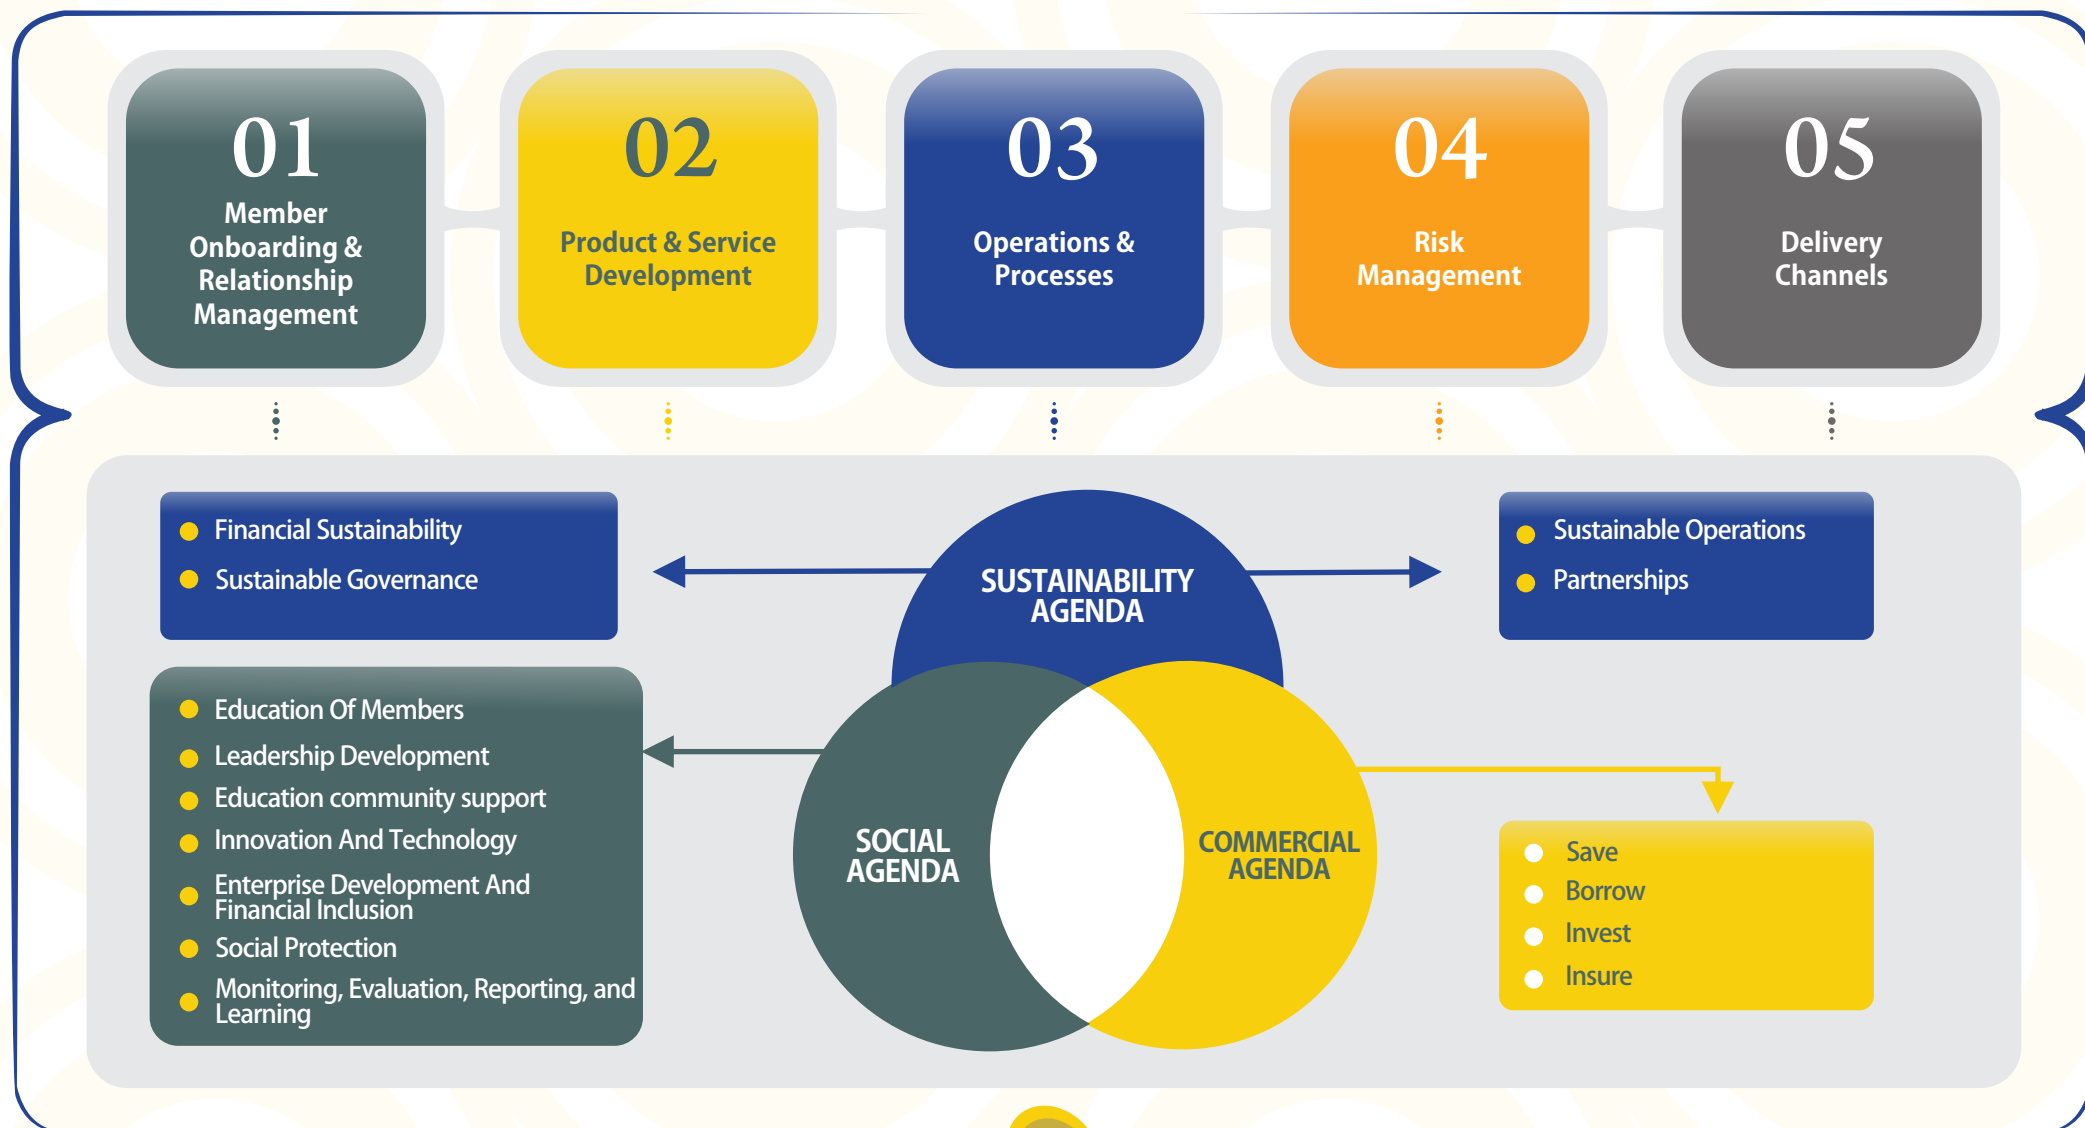 01
Member
Onboarding &
Relationship
Management
02
Product & Service
Development
03
Operations &
Processes
04
Risk
Management
05
Delivery
Channels
Financial Sustainability
Sustainable Governance
SUSTAINABILITY
AGENDA
Sustainable Operations
Partnerships
Education Of Members
Leadership Development
Education community support
Innovation And Technology
Enterprise Development And
Financial Inclusion
Social Protection
Monitoring, Evaluation, Reporting, and
Learning
SOCIAL
AGENDA
COMMERCIAL
AGENDA
Save
Borrow
Invest
Insure